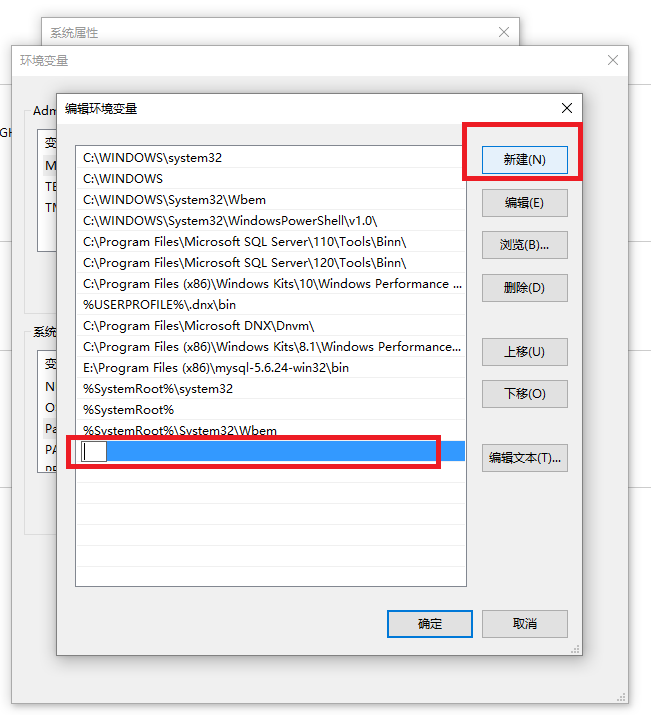 系统属性
环境变量
Adm
编辑环境变量
GH
变
M
TE
TM
系统
变
N
O
Pa
PA
C:\WINDOWS\system32
C:\WINDOWS
C:\WINDOWS\System32\Wbem
C:\WINDOWS\System32\WindowsPowerShell\v1.0\
C:\Program Files\Microsoft SQL Server\110\Tools\Binn\
C:\Program Files\Microsoft SQL Server\120\Tools\Binn\
C:\Program Files (x86)\Windows Kits\10\Windows Performance ...
%USERPROFILE%\.dnx\bin
C:\Program Files\Microsoft DNX\Dnvm\
C:\Program Files (x86)\Windows Kits\8.1\Windows Performance...
E:\Program Files (x86)\mysql-5.6.24-win32\bin
%SystemRoot%\system32
%SystemRoot%
%SystemRoot%\System32\Wbem
新建(N)
编辑(E)
浏览(B)...
删除(D)
上移(U)
下移(O)
编辑文本(T)...
确定
取消